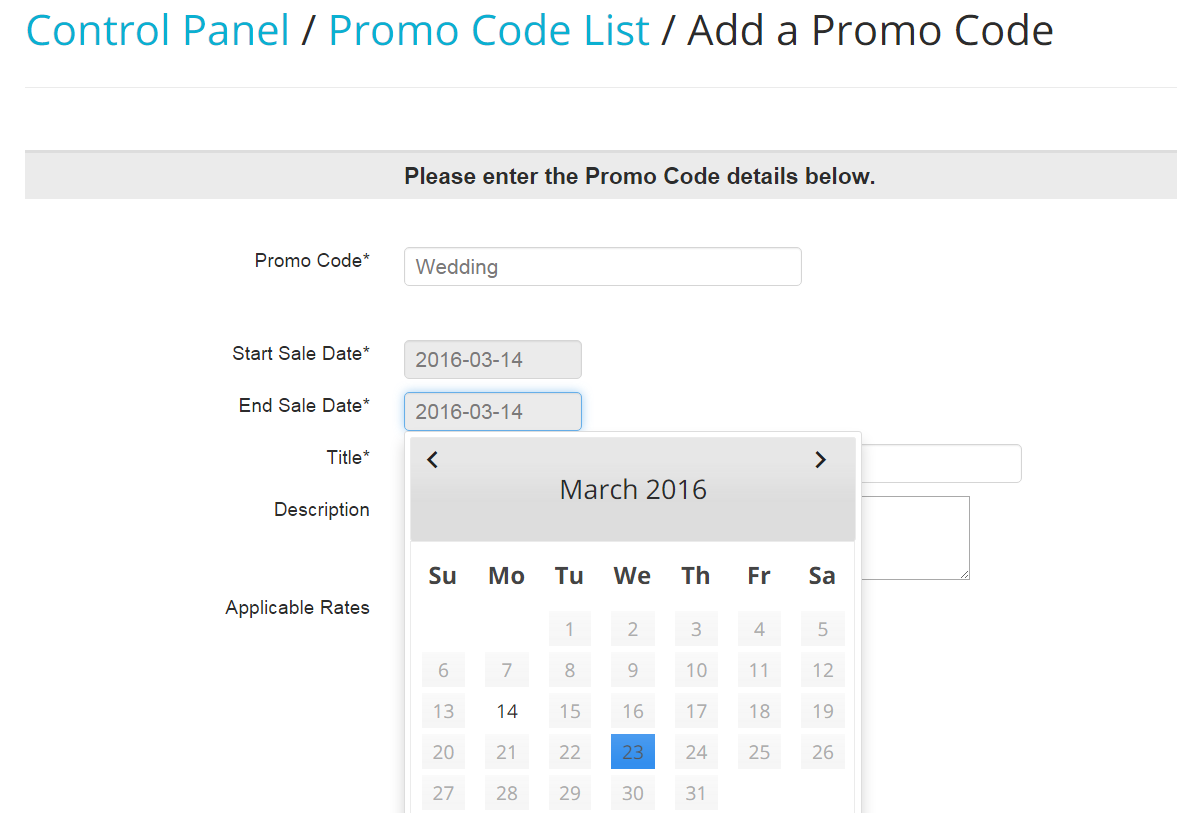 Control Panel / Promo Code List / Add a Promo Code
Please enter the Promo Code details below.
Promo Code*
Wedding
Start Sale Date*
2016-03-14
End Sale Date*
2016-03-14
Title*
Description
Applicable Rates
March 2016
Su Mo Tu We Th Fr Sa
1 2 3 4 5
6 7 8 9 10 11 12
13 14 15 16 17 18 19
20 21 22 23 24 25 26
27 28 29 30 31